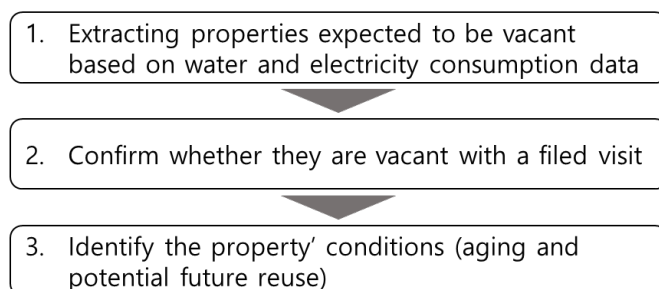 1. Extracting properties expected to be vacant
based on water and electricity consumption data
2. Confirm whether they are vacant with a filed visit
3. Identify the property' conditions (aging and
potential future reuse)